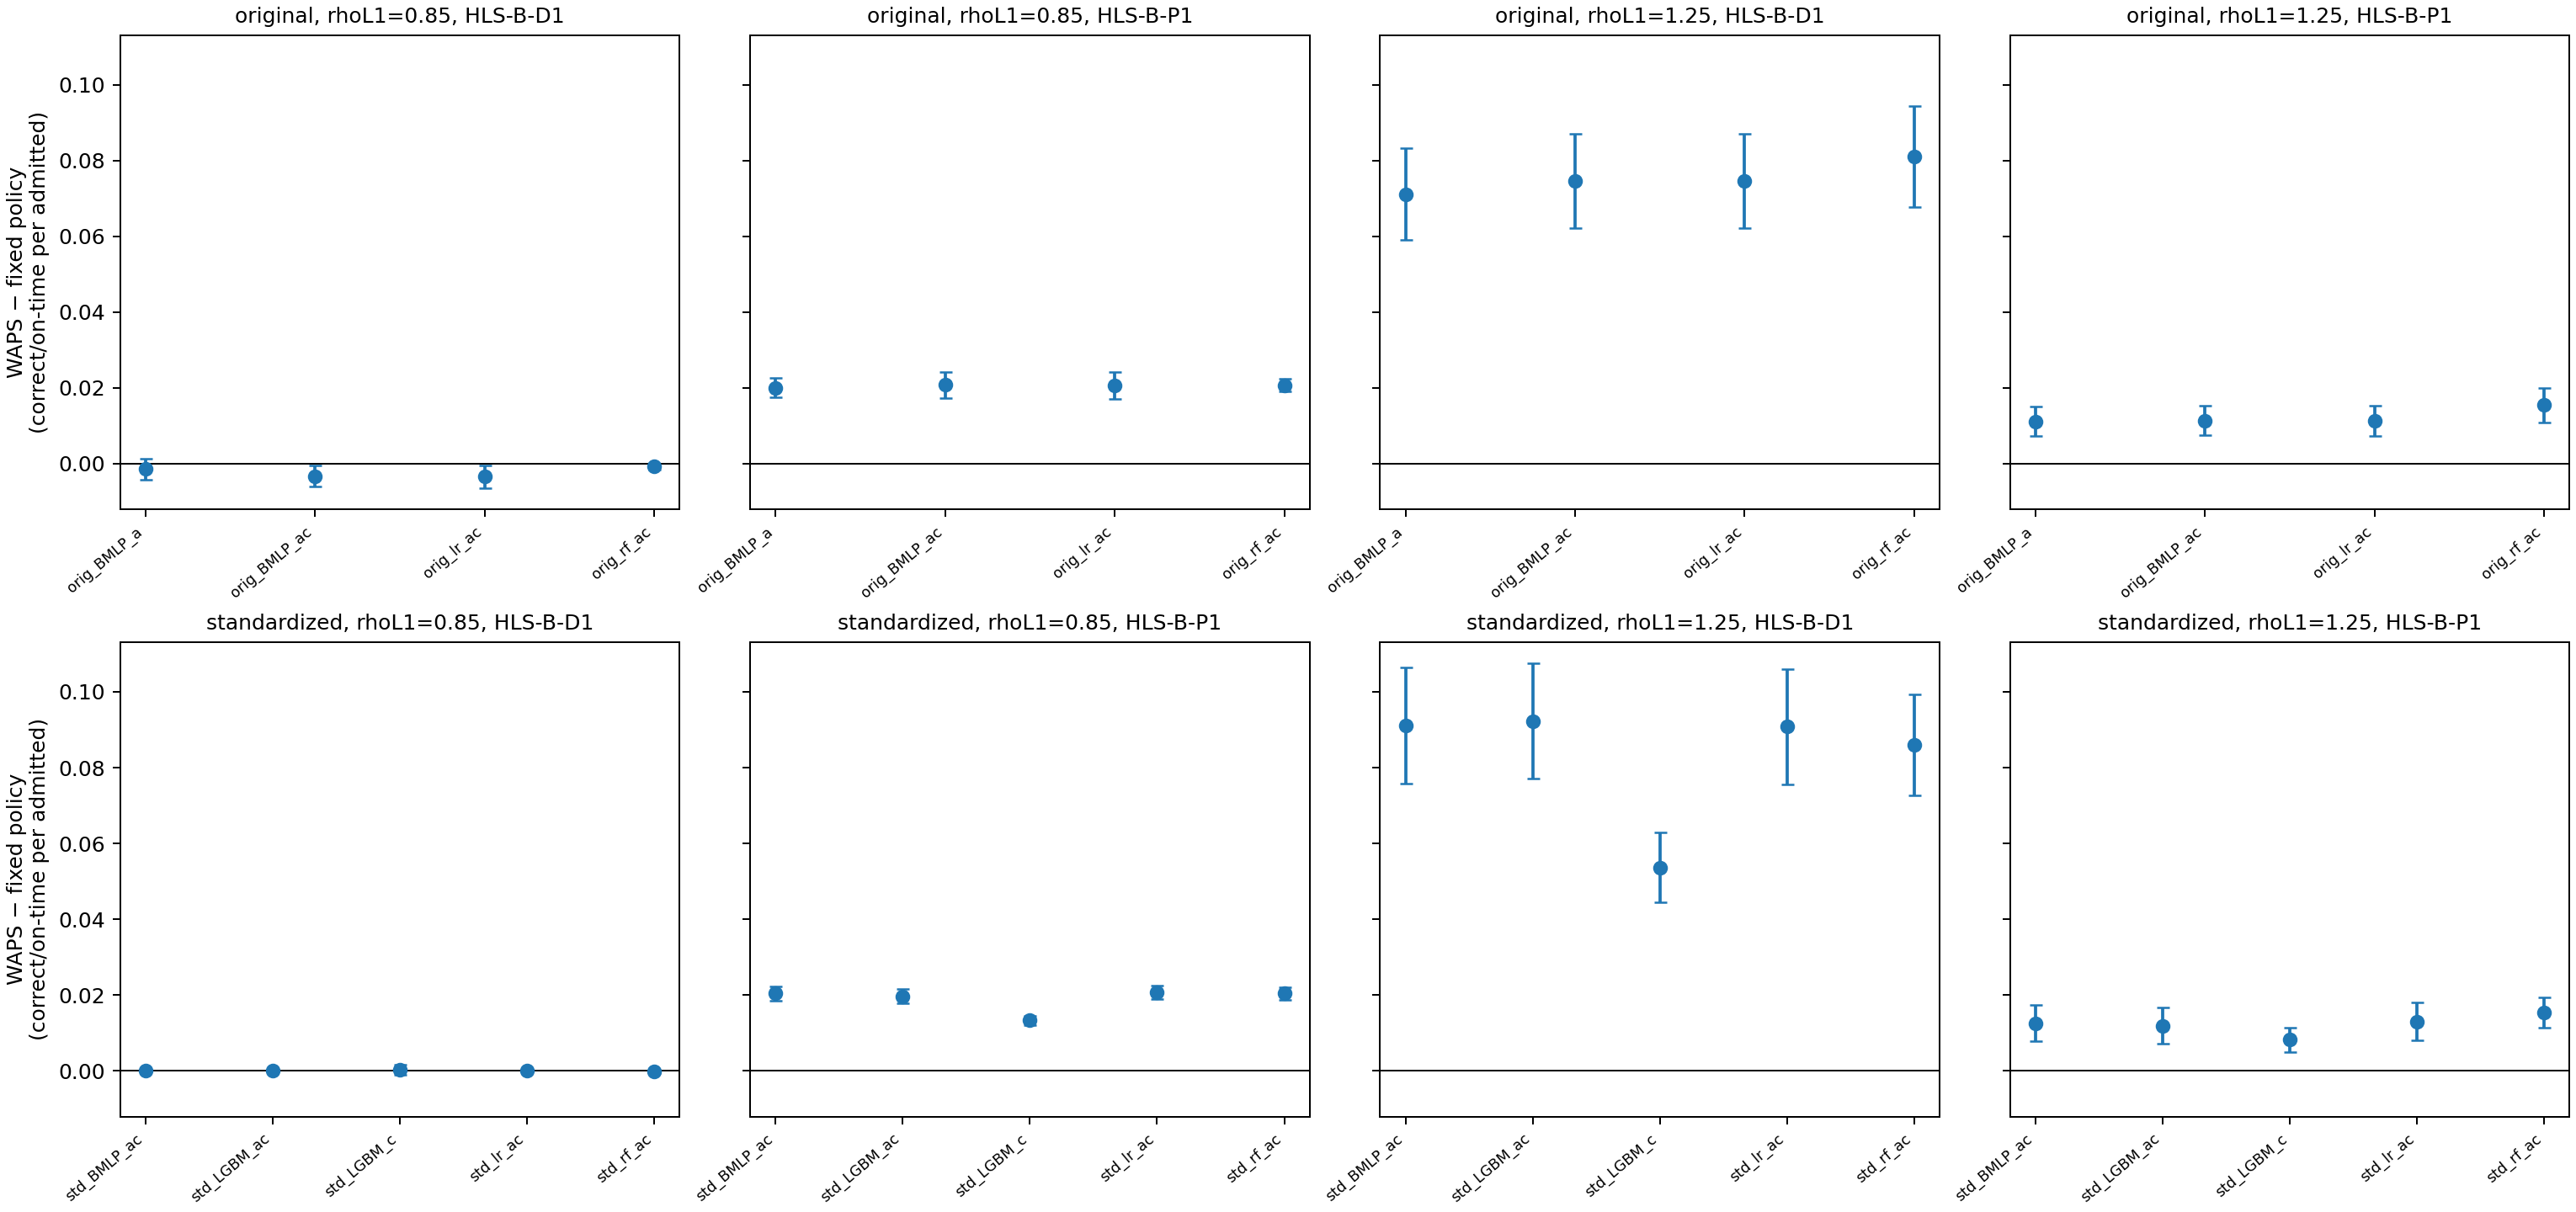 original, rhoL1=0.85, HLS-B-D1
original, rhoL1=0.85, HLS-B-P1
original, rhoL1=1.25, HLS-B-D1
original, rhoL1=1.25, HLS-B-P1
WAPS − fixed policy
(correct/on-time per admitted)
0.10
0.08
0.06
0.04
0.02
0.00
orig_BMLP_a
orig_BMLP_ac
orig_lr_ac
orig_rf_ac
orig_BMLP_a
orig_BMLP_ac
orig_lr_ac
orig_rf_ac
orig_BMLP_a
orig_BMLP_ac
orig_lr_ac
orig_rf_ac
orig_BMLP_a
orig_BMLP_ac
orig_lr_ac
orig_rf_ac
standardized, rhoL1=0.85, HLS-B-D1
standardized, rhoL1=0.85, HLS-B-P1
standardized, rhoL1=1.25, HLS-B-D1
standardized, rhoL1=1.25, HLS-B-P1
WAPS − fixed policy
(correct/on-time per admitted)
0.10
0.08
0.06
0.04
0.02
0.00
std_BMLP_ac
std_LGBM_ac
std_LGBM_c
std_lr_ac
std_rf_ac
std_BMLP_ac
std_LGBM_ac
std_LGBM_c
std_lr_ac
std_rf_ac
std_BMLP_ac
std_LGBM_ac
std_LGBM_c
std_lr_ac
std_rf_ac
std_BMLP_ac
std_LGBM_ac
std_LGBM_c
std_lr_ac
std_rf_ac